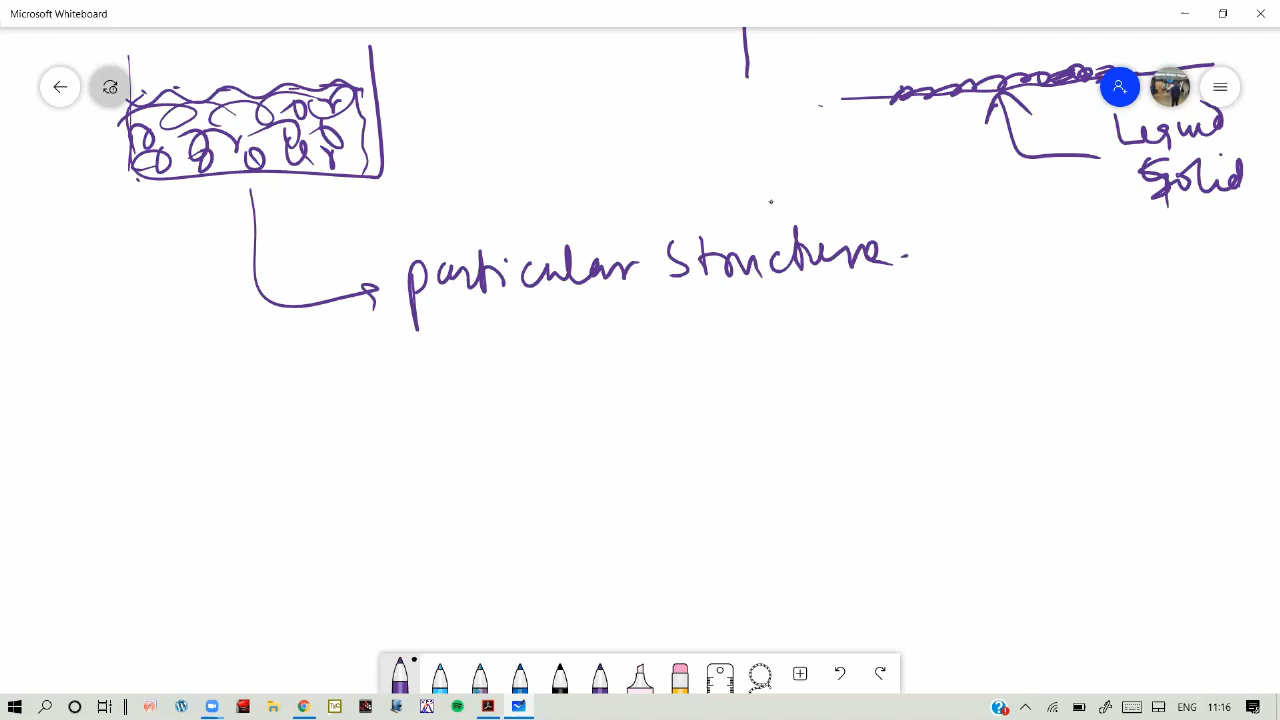 Microsoft Whiteboard
Liquid
Solid
particular structure.
ENG
11:16